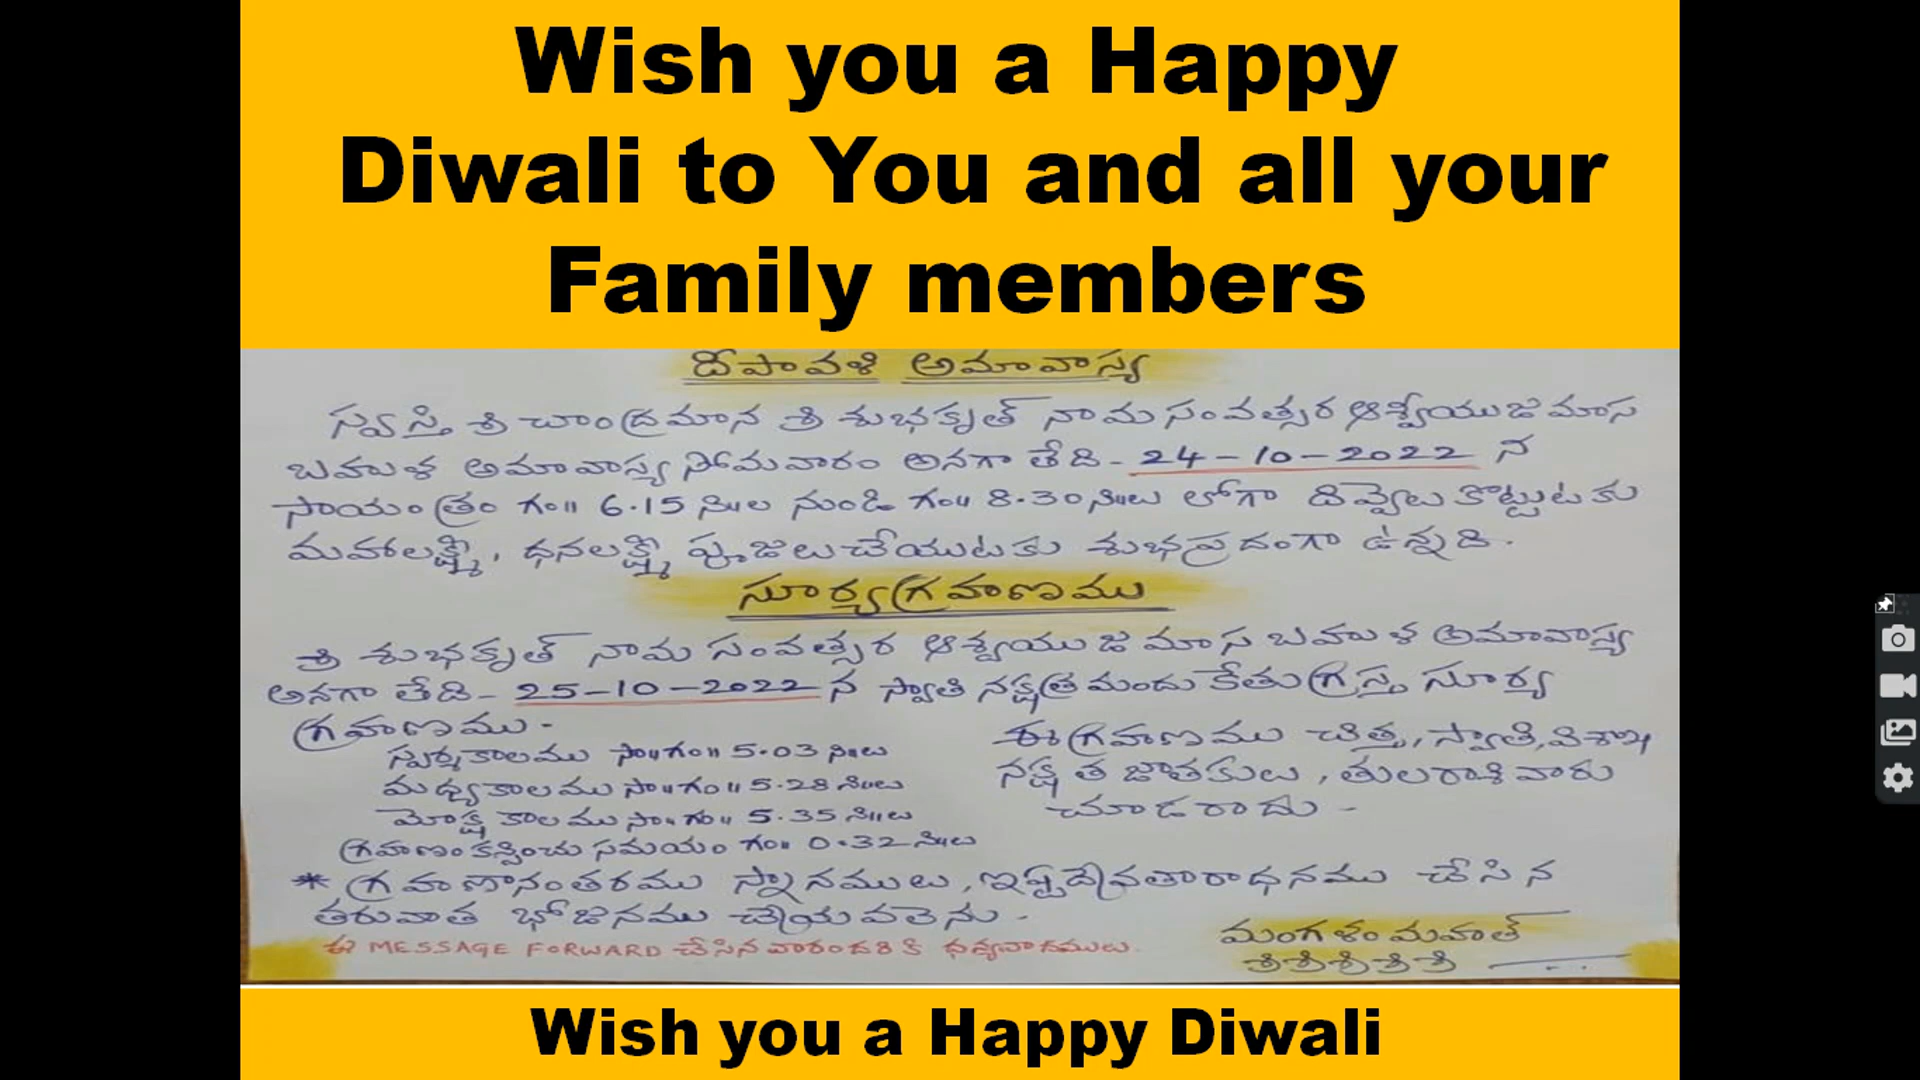 Wish you a Happy
Diwali to You and all your
Family members
దీపావళి అమావాస్య
స్వస్తి శ్రీ చాంద్రమాన శ్రీ శుభకృత్ నామ సంవత్సర ఆశ్వీయుజ మాస
బహుళ అమావాస్య సోమవారం అనగా తేది- 24-10-2022 న
సాయంత్రం గం॥ 6.15 ని॥ల నుండి గం॥ 8.30 ని॥లు లోగా దివ్వెలు కొట్టుటకు
మహాలక్ష్మి, ధనలక్ష్మి పూజలు చేయుటకు శుభప్రదంగా ఉన్నది.
సూర్యగ్రహణము
శ్రీ శుభకృత్ నామ సంవత్సర ఆశ్వయుజ మాస బహుళ అమావాస్య
అనగా తేది- 25-10-2022 న స్వాతి నక్షత్ర మందు కేతుగ్రస్త సూర్య
గ్రహణము-
స్పర్శకాలము సా॥గం॥ 5.03 ని॥లు
మధ్యకాలము సా॥గం॥ 5.28 ని॥లు
మోక్ష కాలము సా॥గం॥ 5.35 ని॥లు
గ్రహణం కన్పించు సమయం గం॥ 0.32 ని॥లు
ఈ గ్రహణము చిత్త, స్వాతి, విశాఖ
నక్షత్ర జాతకులు, తులరాశి వారు
చూడరాదు-
* గ్రహణానంతరము స్నానములు, ఇష్టదేవతారాధనము చేసిన
తరువాత భోజనము చేయవలెను-
ఈ MESSAGE FORWARD చేసిన వారందరికి ధన్యవాదములు.
మంగళం మహత్
శ్రీశ్రీశ్రీశ్రీశ్రీ
Wish you a Happy Diwali